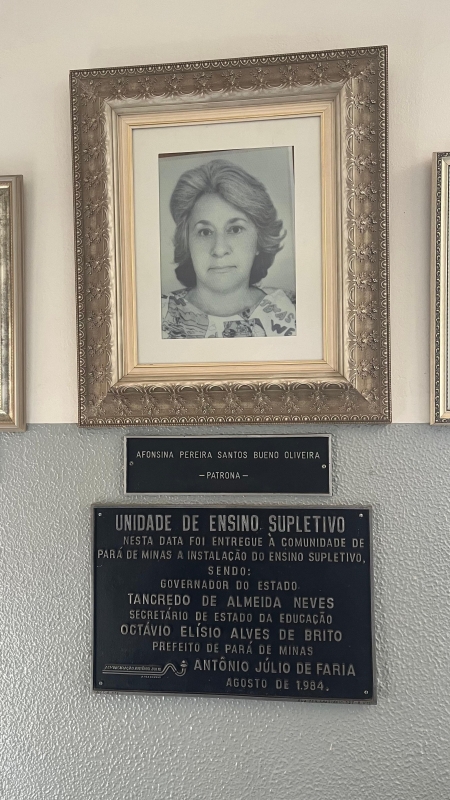 AFONSINA PEREIRA SANTOS BUENO OLIVEIRA
—PATRONA—
UNIDADE DE ENSINO SUPLETIVO
NESTA DATA FOI ENTREGUE À COMUNIDADE DE
PARÁ DE MINAS A INSTALAÇÃO DO ENSINO SUPLETIVO,
SENDO:
GOVERNADOR DO ESTADO
TANCREDO DE ALMEIDA NEVES
SECRETÁRIO DE ESTADO DA EDUCAÇÃO
OCTÁVIO ELÍSIO ALVES DE BRITO
PREFEITO DE PARÁ DE MINAS
ANTÔNIO JÚLIO DE FARIA
AGOSTO DE 1.984.